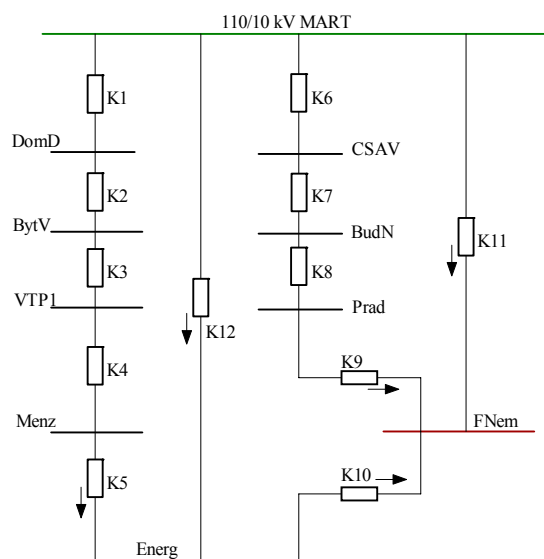 110/10 kV MART
K1
K6
DomD
CSAV
K2
K7
BytV
BudN
K11
K3
K8
VTP1
Prad
K12
K4
K9
Menz
FNem
K5
K10
Energ